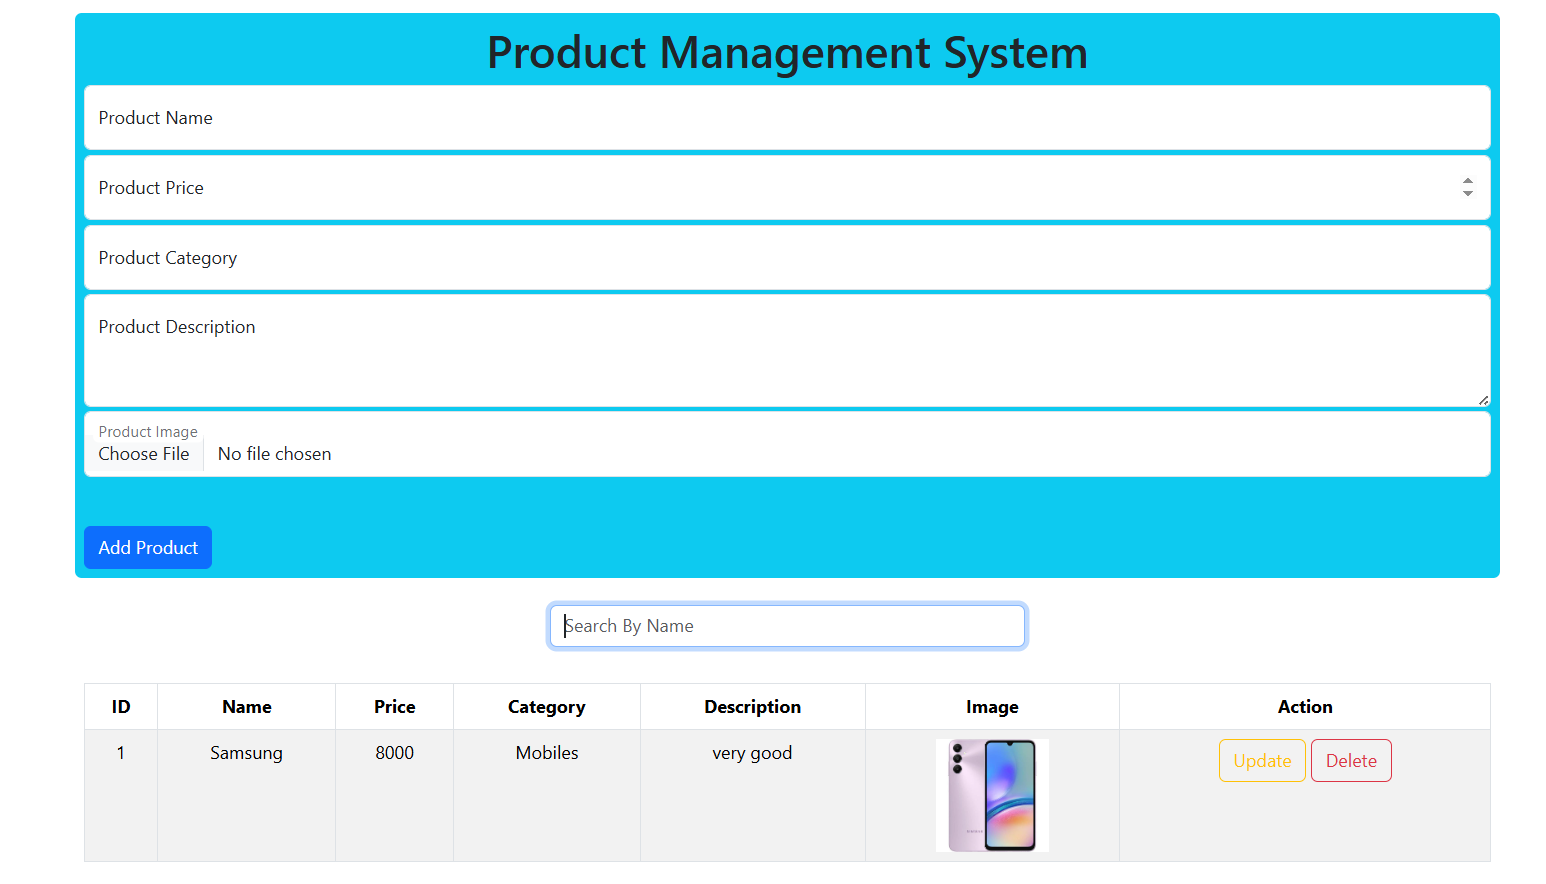 Product Management System
Product Name
Product Price
Product Category
Product Description
Product Image
Choose File No file chosen
Add Product
Search By Name
ID Name Price Category Description Image Action
1 Samsung 8000 Mobiles very good Update Delete